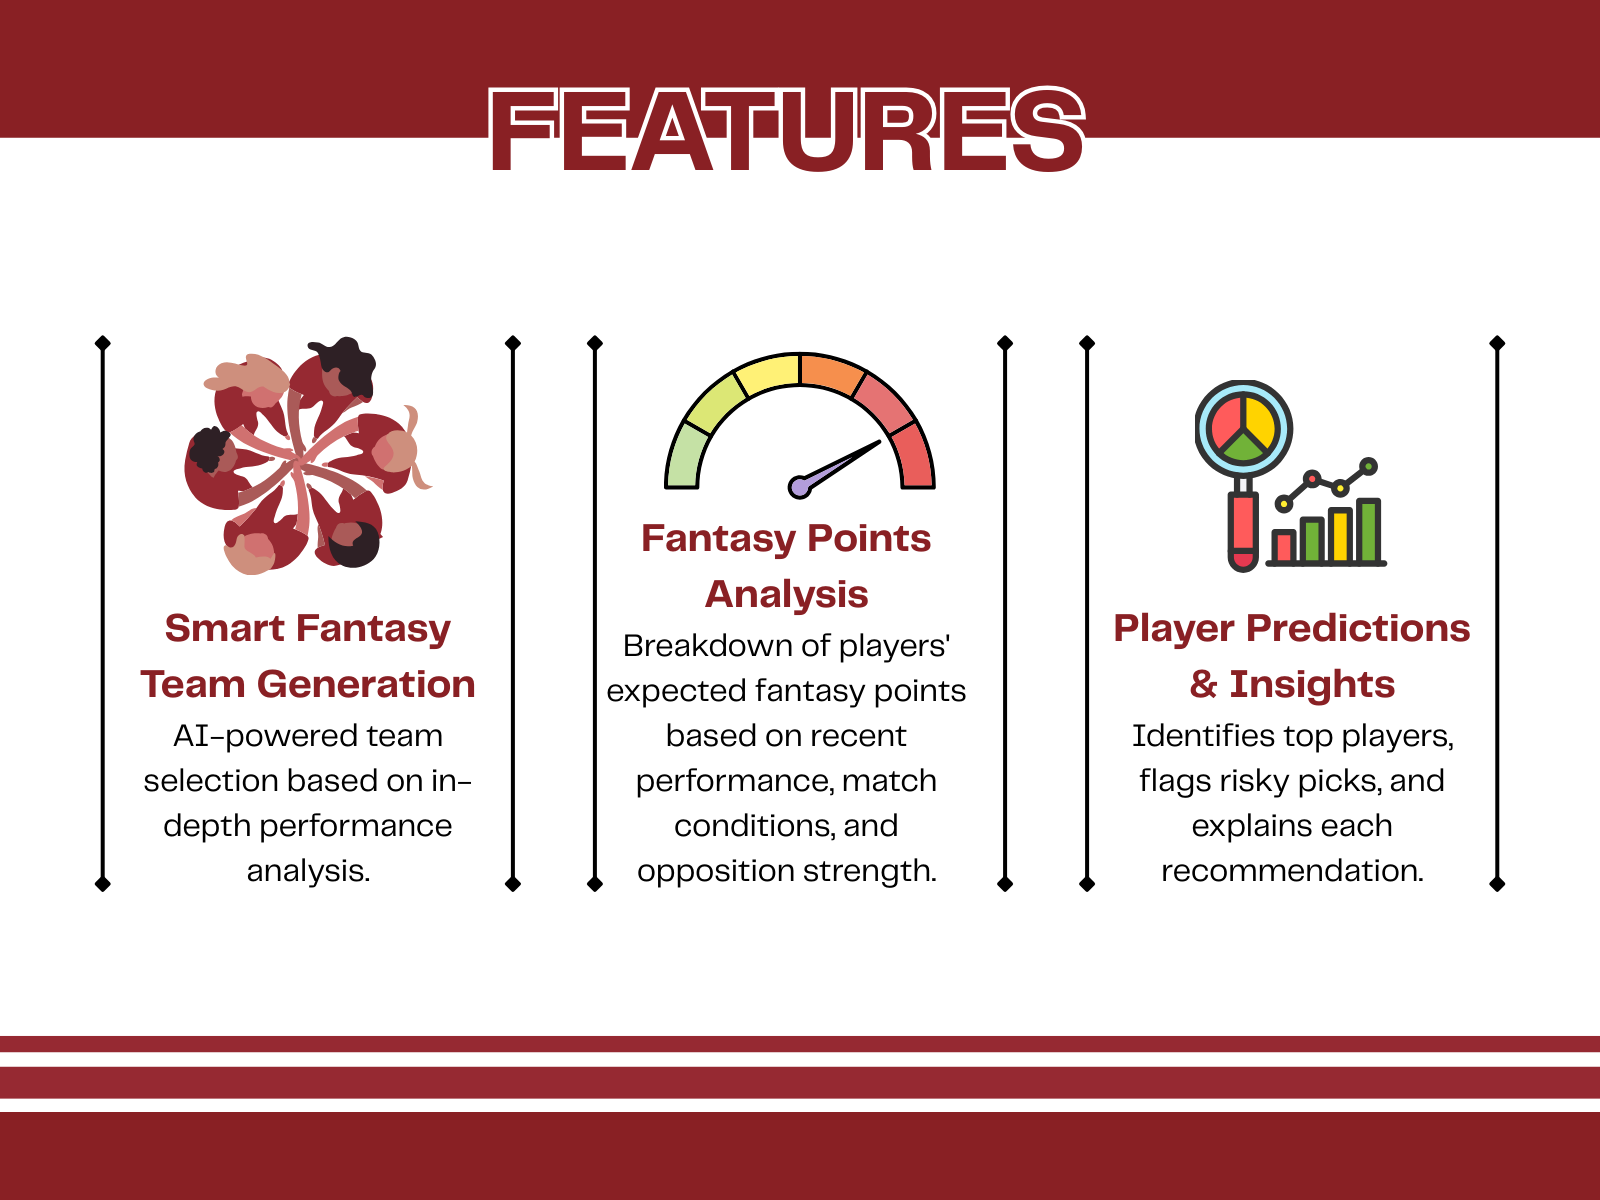 FEATURES
Smart Fantasy
Team Generation
AI-powered team
selection based on in-
depth performance
analysis.
Fantasy Points
Analysis
Breakdown of players'
expected fantasy points
based on recent
performance, match
conditions, and
opposition strength.
Player Predictions
& Insights
Identifies top players,
flags risky picks, and
explains each
recommendation.